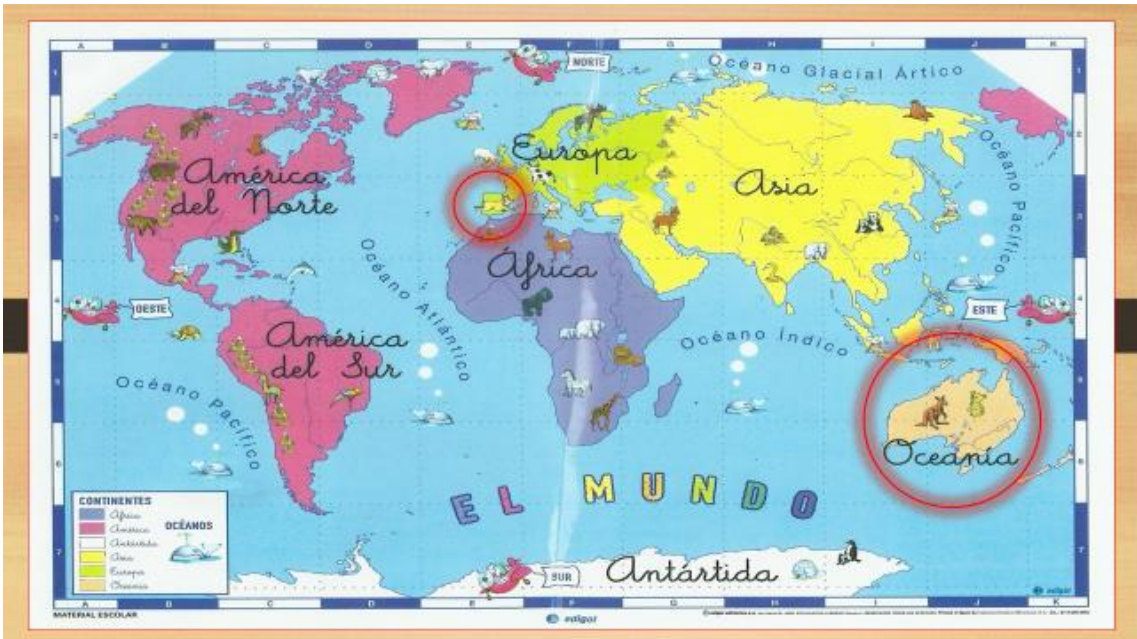 A B C D E F G H I J K
NORTE
Océano Glacial Ártico
Europa
América
del Norte
Asia
Océano Pacífico
África
Océano Atlántico
OESTE
ESTE
América
del Sur
Océano Índico
Océano Pacífico
Oceanía
EL MUNDO
CONTINENTES
África
América
Antártida
Asia
Europa
Oceanía
OCÉANOS
SUR
Antártida
A B C D E F G H I J K
MATERIAL ESCOLAR
edigol
edigol